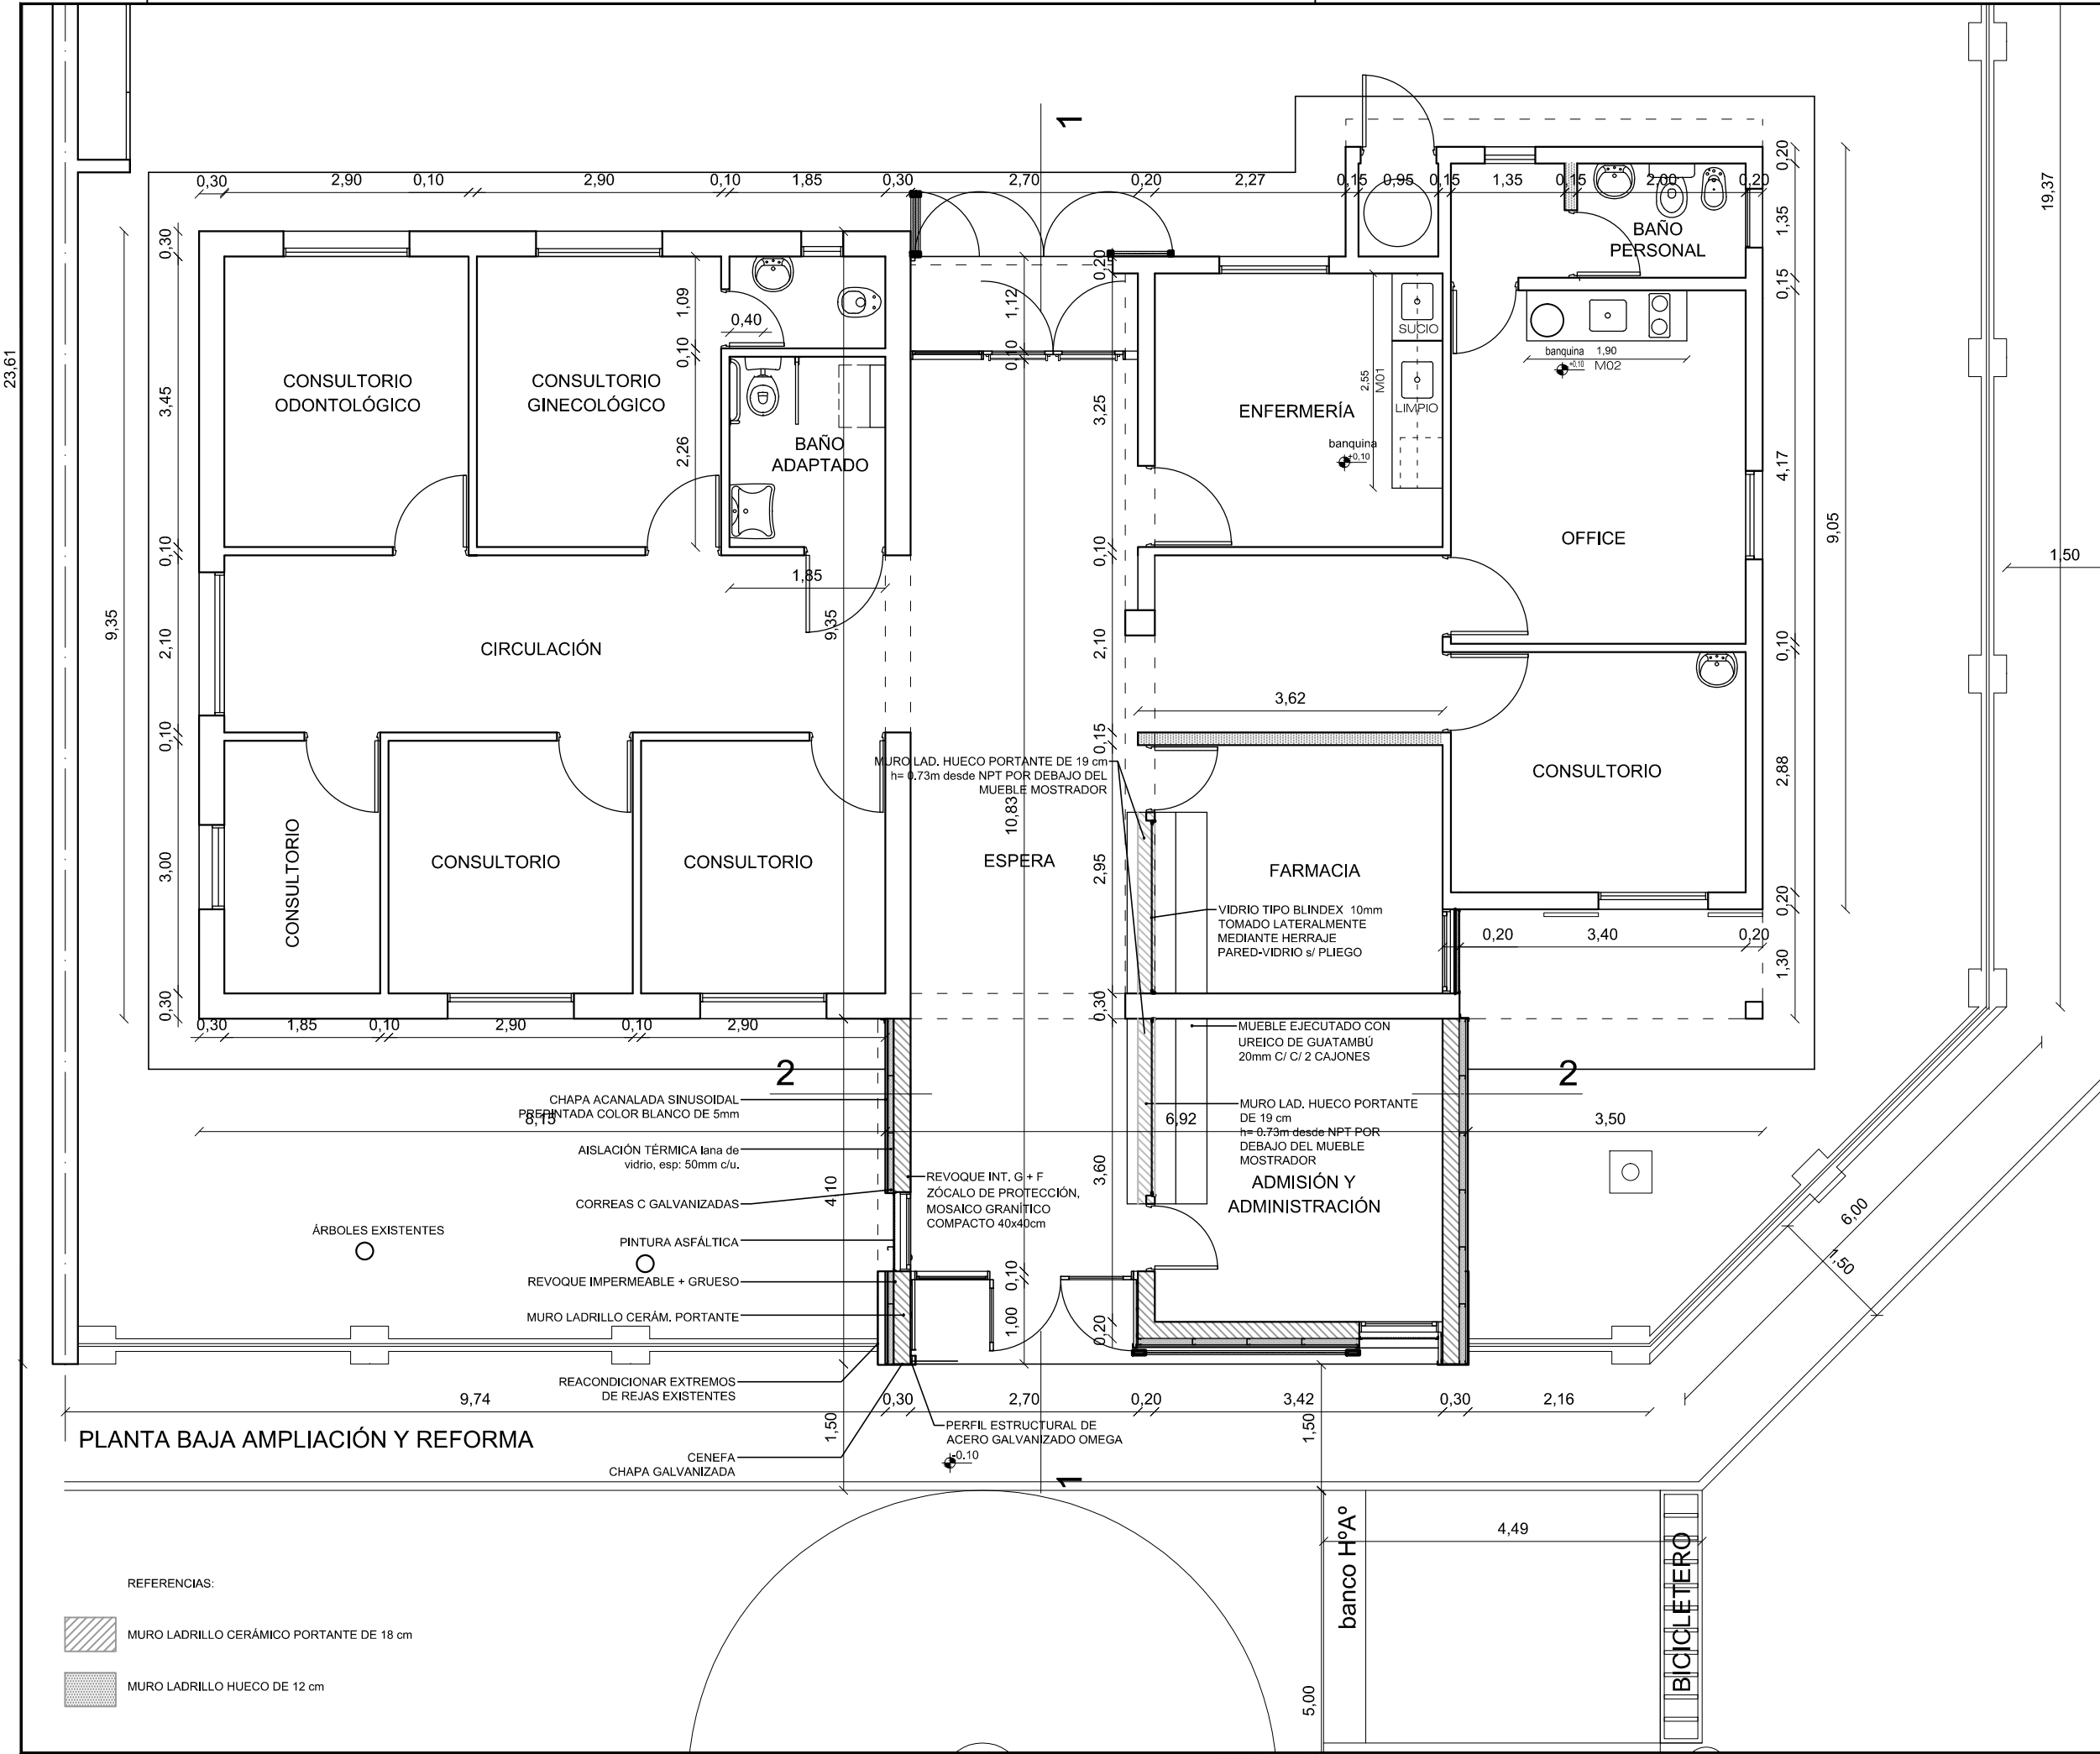 1
0,30
2,90
0,10
2,90
0,10
1,85
0,30
2,70
0,20
2,27
0,15
0,95
0,15
1,35
0,15
2,00
0,20
0,20
1,35
0,15
4,17
0,10
2,88
0,20
1,30
9,05
19,37
1,50
23,61
9,35
0,30
3,45
0,10
2,10
0,10
3,00
0,30
CONSULTORIO
ODONTOLÓGICO
CONSULTORIO
GINECOLÓGICO
1,09
0,10
2,26
0,40
BAÑO
ADAPTADO
1,85
9,35
CIRCULACIÓN
CONSULTORIO
CONSULTORIO
CONSULTORIO
0,20
1,12
0,10
3,25
0,10
2,10
0,15
2,95
0,30
10,83
ESPERA
ENFERMERÍA
banquina
+0,10
2,55
M01
SUCIO
LIMPIO
BAÑO
PERSONAL
banquina 1,90
+0,10
M02
OFFICE
3,62
CONSULTORIO
MURO LAD. HUECO PORTANTE DE 19 cm
h= 0.73m desde NPT POR DEBAJO DEL
MUEBLE MOSTRADOR
FARMACIA
VIDRIO TIPO BLINDEX 10mm
TOMADO LATERALMENTE
MEDIANTE HERRAJE
PARED-VIDRIO s/ PLIEGO
0,20
3,40
0,20
0,30
1,85
0,10
2,90
0,10
2,90
MUEBLE EJECUTADO CON
UREICO DE GUATAMBÚ
20mm C/ C/ 2 CAJONES
2
2
CHAPA ACANALADA SINUSOIDAL
PREPINTADA COLOR BLANCO DE 5mm
8,15
6,92
3,50
MURO LAD. HUECO PORTANTE
DE 19 cm
h= 0.73m desde NPT POR
DEBAJO DEL MUEBLE
MOSTRADOR
ADMISIÓN Y
ADMINISTRACIÓN
AISLACIÓN TÉRMICA lana de
vidrio, esp: 50mm c/u.
CORREAS C GALVANIZADAS
4,10
3,60
REVOQUE INT. G + F
ZÓCALO DE PROTECCIÓN,
MOSAICO GRANÍTICO
COMPACTO 40x40cm
ÁRBOLES EXISTENTES
PINTURA ASFÁLTICA
REVOQUE IMPERMEABLE + GRUESO
MURO LADRILLO CERÁM. PORTANTE
0,10
1,00
0,20
6,00
1,50
REACONDICIONAR EXTREMOS
DE REJAS EXISTENTES
9,74
0,30
2,70
0,20
3,42
0,30
2,16
1,50
1,50
PLANTA BAJA AMPLIACIÓN Y REFORMA
PERFIL ESTRUCTURAL DE
ACERO GALVANIZADO OMEGA
-0.10
CENEFA
CHAPA GALVANIZADA
1
banco HºAº
4,49
BICICLETERO
5,00
REFERENCIAS:
MURO LADRILLO CERÁMICO PORTANTE DE 18 cm
MURO LADRILLO HUECO DE 12 cm